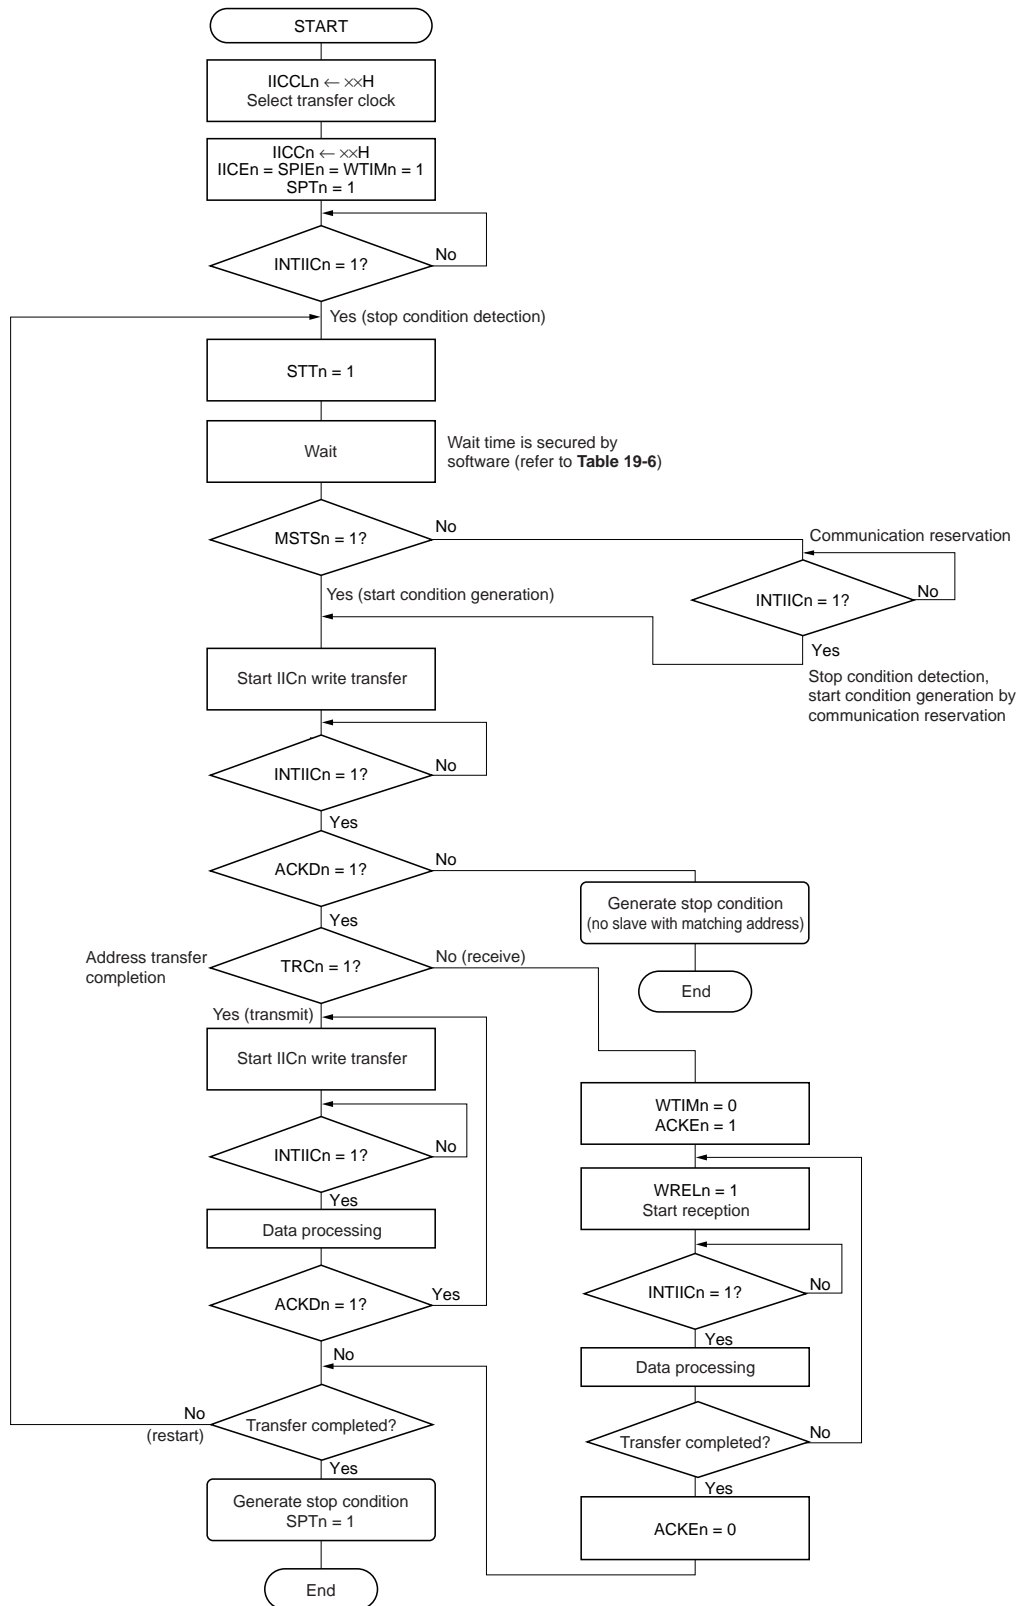 START
IICCLn ← ××H
Select transfer clock
IICCn ← ××H
IICEn = SPIEn = WTIMn = 1
SPTn = 1
INTIICn = 1?
No
Yes (stop condition detection)
STTn = 1
Wait
Wait time is secured by
software (refer to Table 19-6)
MSTSn = 1?
No
Communication reservation
INTIICn = 1?
No
Yes
Stop condition detection,
start condition generation by
communication reservation
Yes (start condition generation)
Start IICn write transfer
INTIICn = 1?
No
Yes
ACKDn = 1?
No
Generate stop condition
(no slave with matching address)
End
Yes
Address transfer
completion
TRCn = 1?
No (receive)
Yes (transmit)
Start IICn write transfer
INTIICn = 1?
No
Yes
Data processing
ACKDn = 1?
Yes
No
Transfer completed?
No
(restart)
Yes
Generate stop condition
SPTn = 1
End
WTIMn = 0
ACKEn = 1
WRELn = 1
Start reception
INTIICn = 1?
No
Yes
Data processing
Transfer completed?
No
Yes
ACKEn = 0